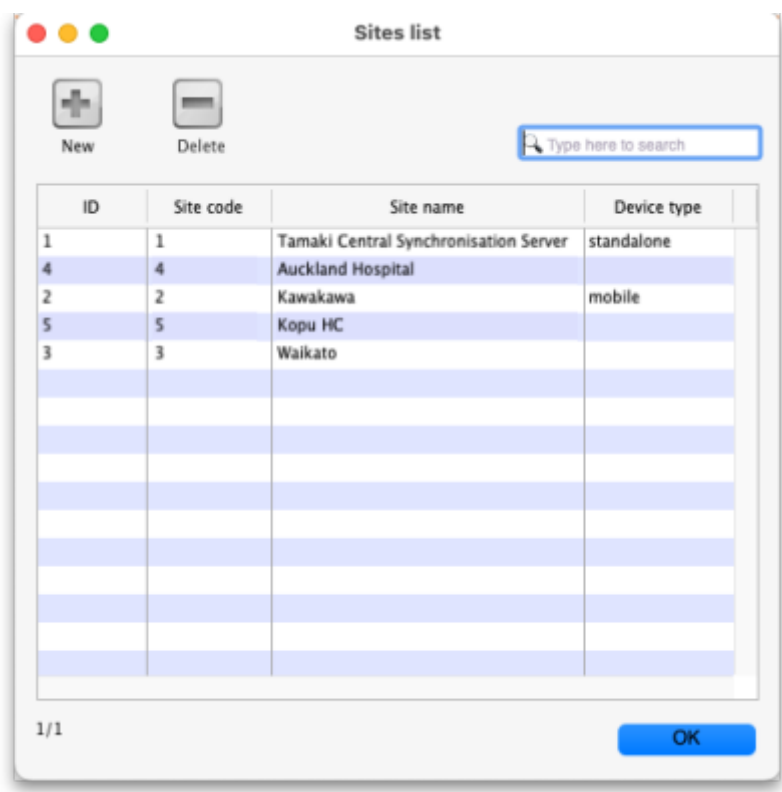 Sites list
New Delete
Type here to search
ID Site code Site name Device type
1 1 Tamaki Central Synchronisation Server standalone
4 4 Auckland Hospital
2 2 Kawakawa mobile
5 5 Kopu HC
3 3 Waikato
1/1
OK